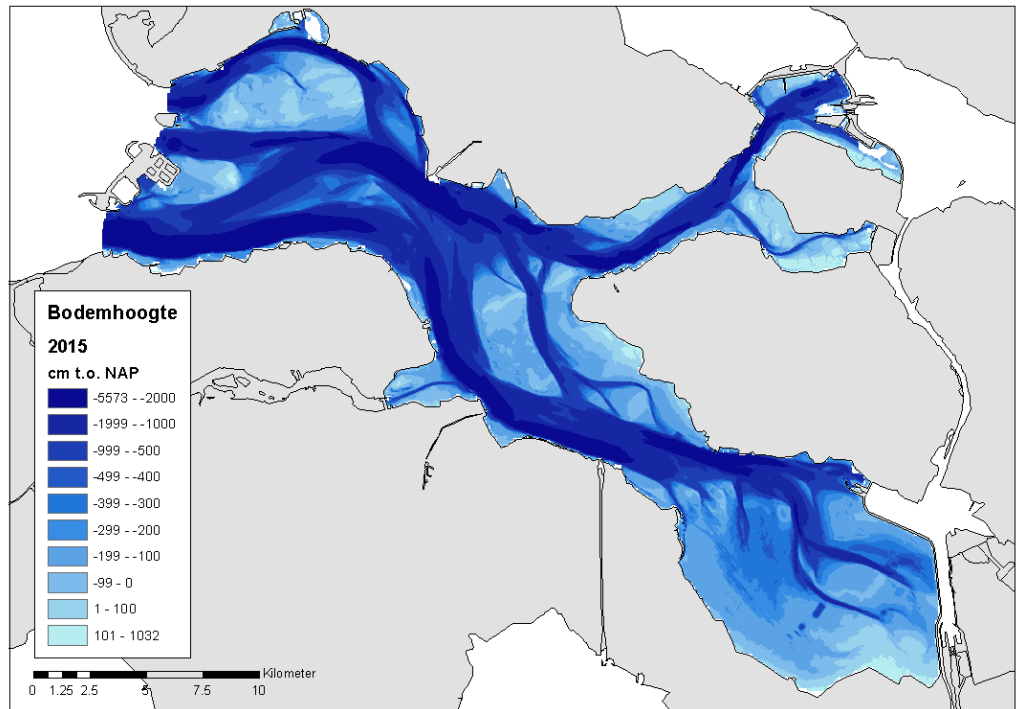 Bodemhoogte
2015
cm t.o. NAP
-5573 - -2000
-1999 - -1000
-999 - -500
-499 - -400
-399 - -300
-299 - -200
-199 - -100
-99 - 0
1 - 100
101 - 1032
Kilometer
0 1.25 2.5 5 7.5 10